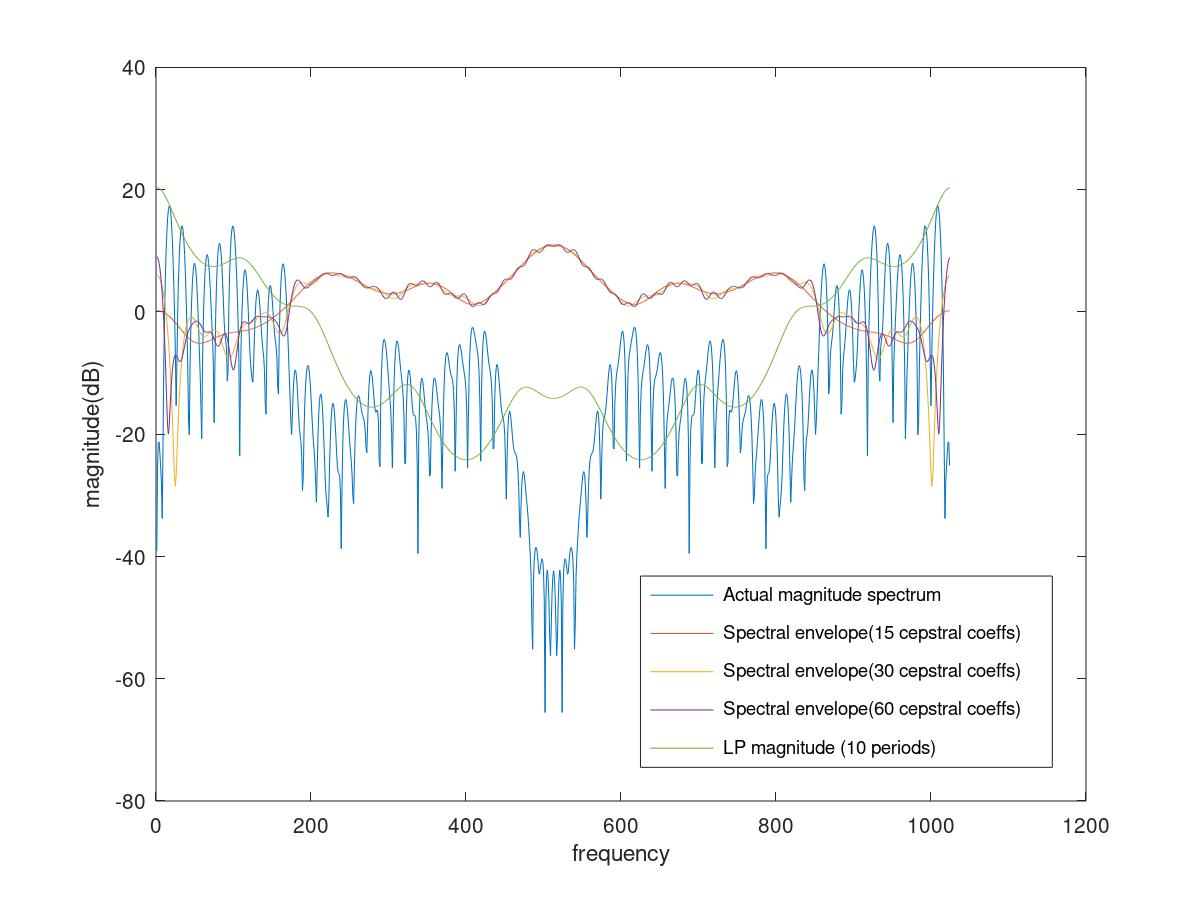 40
20
0
-20
-40
-60
-80
magnitude(dB)
Actual magnitude spectrum
Spectral envelope(15 cepstral coeffs)
Spectral envelope(30 cepstral coeffs)
Spectral envelope(60 cepstral coeffs)
LP magnitude (10 periods)
0 200 400 600 800 1000 1200
frequency